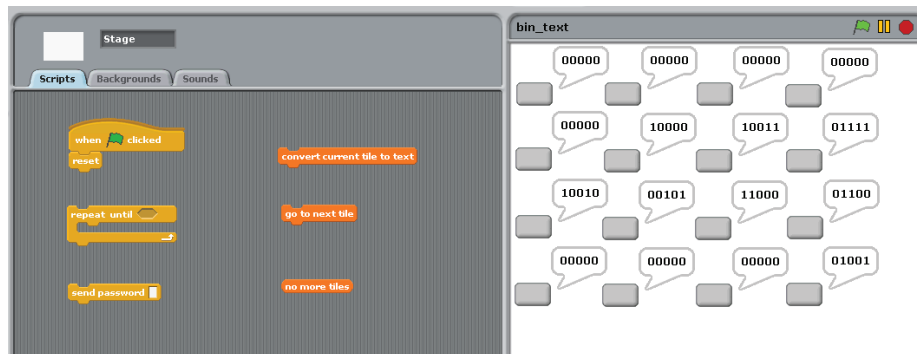 Stage
Scripts Backgrounds Sounds
when clicked
reset
repeat until
send password
convert current tile to text
go to next tile
no more tiles
bin_text
00000 00000 00000 00000
00000 10000 10011 01111
10010 00101 11000 01100
00000 00000 00000 01001